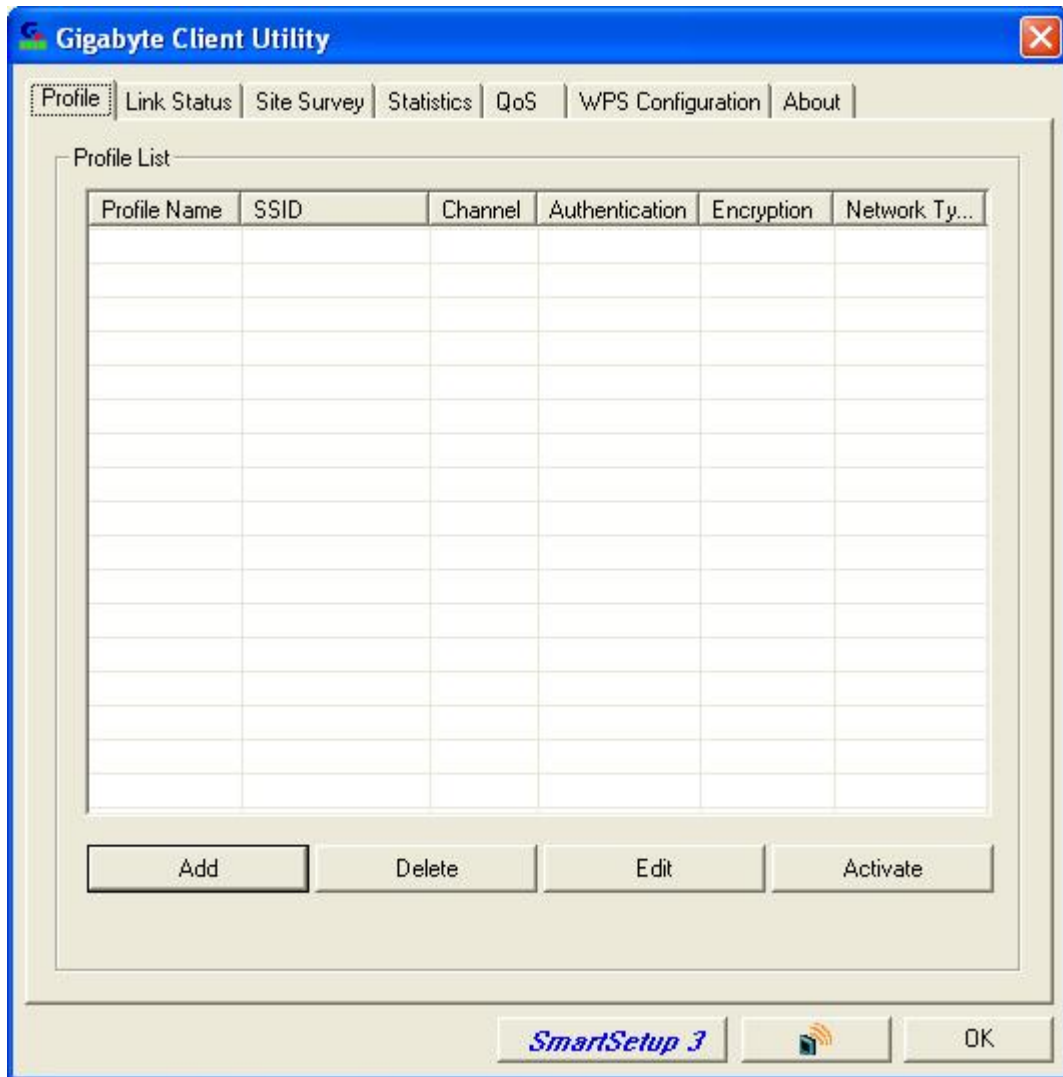 Gigabyte Client Utility
Profile Link Status Site Survey Statistics QoS WPS Configuration About
Profile List
Profile Name SSID Channel Authentication Encryption Network Ty...
Add Delete Edit Activate
SmartSetup 3 OK